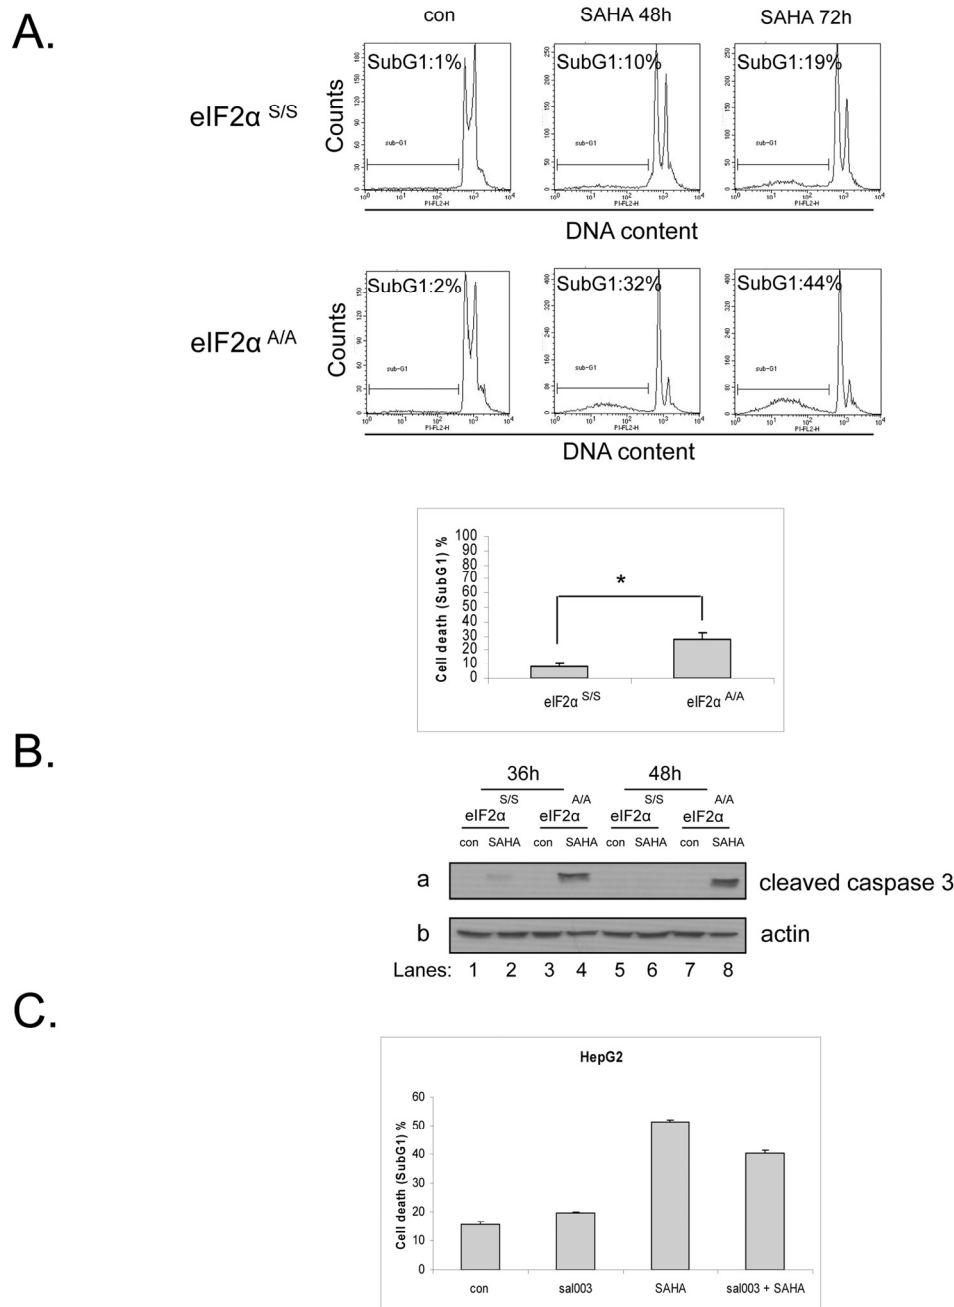 A.
con
SAHA 48h
SAHA 72h
eIF2α S/S
Counts
SubG1:1%
SubG1:10%
SubG1:19%
sub-G1
sub-G1
sub-G1
PI-FL2-H
PI-FL2-H
PI-FL2-H
DNA content
eIF2α A/A
Counts
SubG1:2%
SubG1:32%
SubG1:44%
sub-G1
sub-G1
sub-G1
PI-FL2-H
PI-FL2-H
PI-FL2-H
DNA content
Cell death (SubG1) %
100
90
80
70
60
50
40
30
20
10
0
*
eIF2α S/S
eIF2α A/A
B.
36h
48h
S/S
A/A
S/S
A/A
eIF2α
eIF2α
eIF2α
eIF2α
con SAHA con SAHA con SAHA con SAHA
a
cleaved caspase 3
b
actin
Lanes: 1 2 3 4 5 6 7 8
C.
HepG2
Cell death (SubG1) %
60
50
40
30
20
10
0
con
sal003
SAHA
sal003 + SAHA